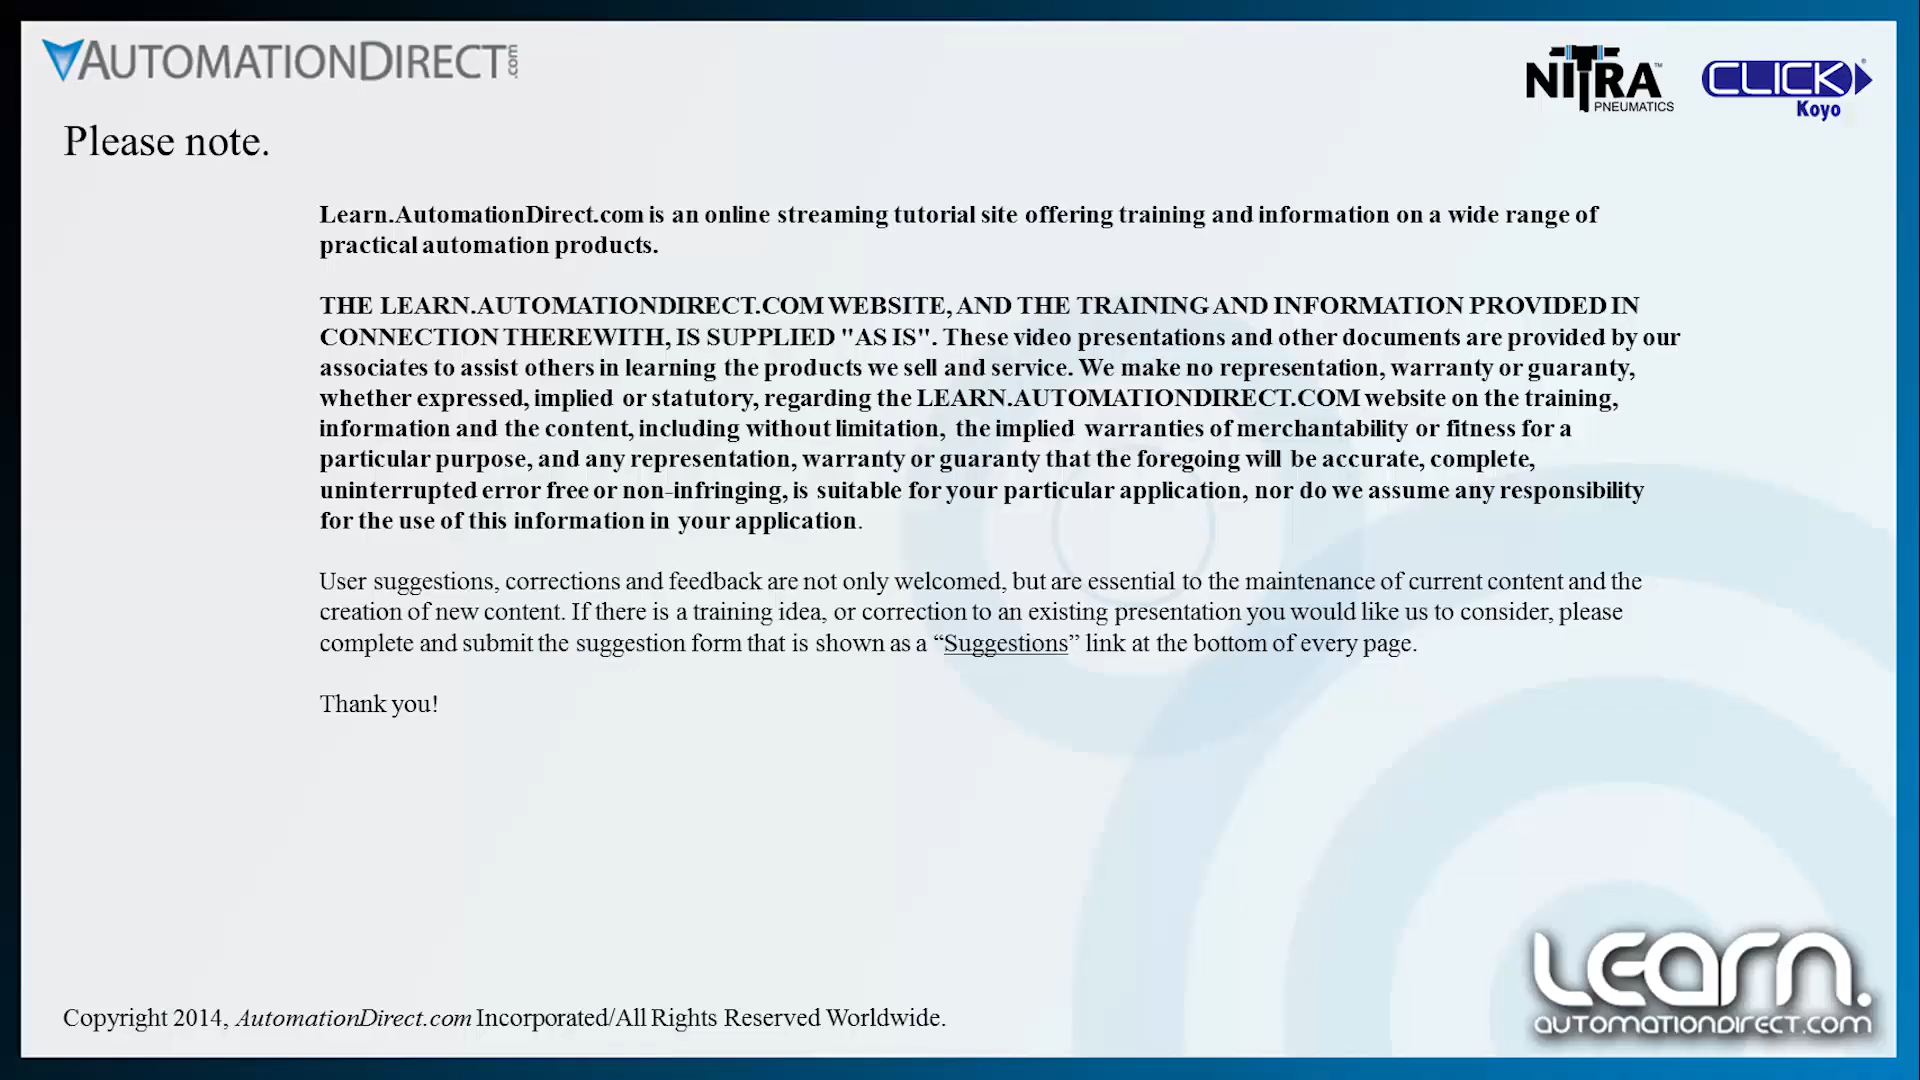 AUTOMATIONDIRECT.com
NITRA™
PNEUMATICS
CLICK®
Koyo
Please note.
Learn.AutomationDirect.com is an online streaming tutorial site offering training and information on a wide range of
practical automation products.
THE LEARN.AUTOMATIONDIRECT.COM WEBSITE, AND THE TRAINING AND INFORMATION PROVIDED IN
CONNECTION THEREWITH, IS SUPPLIED "AS IS". These video presentations and other documents are provided by our
associates to assist others in learning the products we sell and service. We make no representation, warranty or guaranty,
whether expressed, implied or statutory, regarding the LEARN.AUTOMATIONDIRECT.COM website on the training,
information and the content, including without limitation, the implied warranties of merchantability or fitness for a
particular purpose, and any representation, warranty or guaranty that the foregoing will be accurate, complete,
uninterrupted error free or non-infringing, is suitable for your particular application, nor do we assume any responsibility
for the use of this information in your application.
User suggestions, corrections and feedback are not only welcomed, but are essential to the maintenance of current content and the
creation of new content. If there is a training idea, or correction to an existing presentation you would like us to consider, please
complete and submit the suggestion form that is shown as a “Suggestions” link at the bottom of every page.
Thank you!
Learn.
automationdirect.com
Copyright 2014, AutomationDirect.com Incorporated/All Rights Reserved Worldwide.